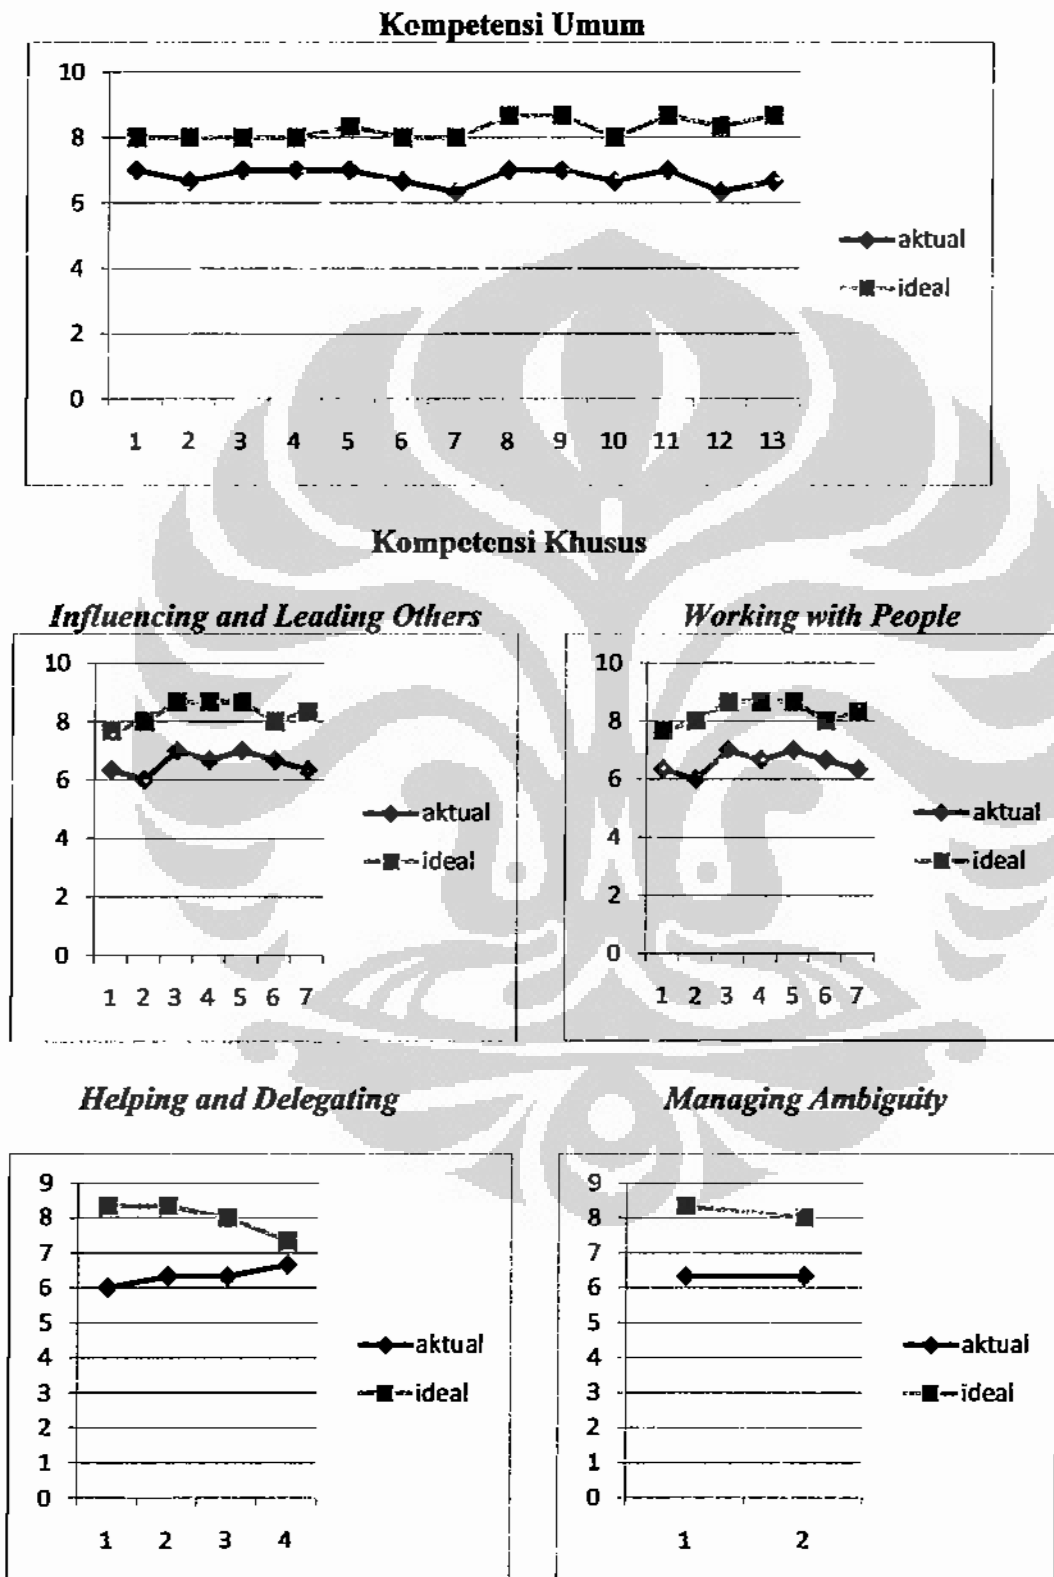 Kompetensi Umum
10
8
6
4
2
0
1 2 3 4 5 6 7 8 9 10 11 12 13
aktual
ideal
Kompetensi Khusus
Influencing and Leading Others
10
8
6
4
2
0
1 2 3 4 5 6 7
aktual
ideal
Working with People
10
8
6
4
2
0
1 2 3 4 5 6 7
aktual
ideal
Helping and Delegating
9
8
7
6
5
4
3
2
1
0
1 2 3 4
aktual
ideal
Managing Ambiguity
9
8
7
6
5
4
3
2
1
0
1 2
aktual
ideal